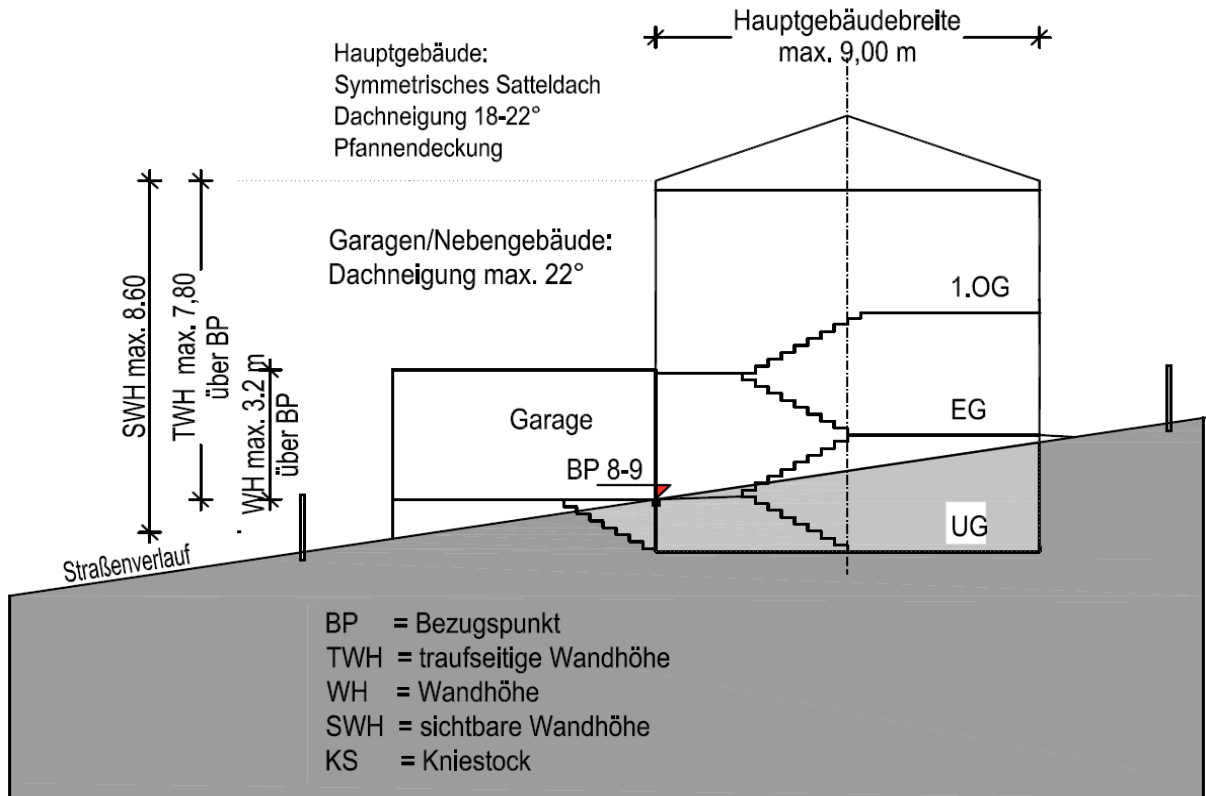 Hauptgebäudebreite
max. 9,00 m
Hauptgebäude:
Symmetrisches Satteldach
Dachneigung 18-22°
Pfannendeckung
Garagen/Nebengebäude:
Dachneigung max. 22°
SWH max. 8.60
TWH max. 7,80
über BP
WH max. 3.2 m
über BP
1.OG
Garage
EG
BP 8-9
UG
Straßenverlauf
BP = Bezugspunkt
TWH = traufseitige Wandhöhe
WH = Wandhöhe
SWH = sichtbare Wandhöhe
KS = Kniestock